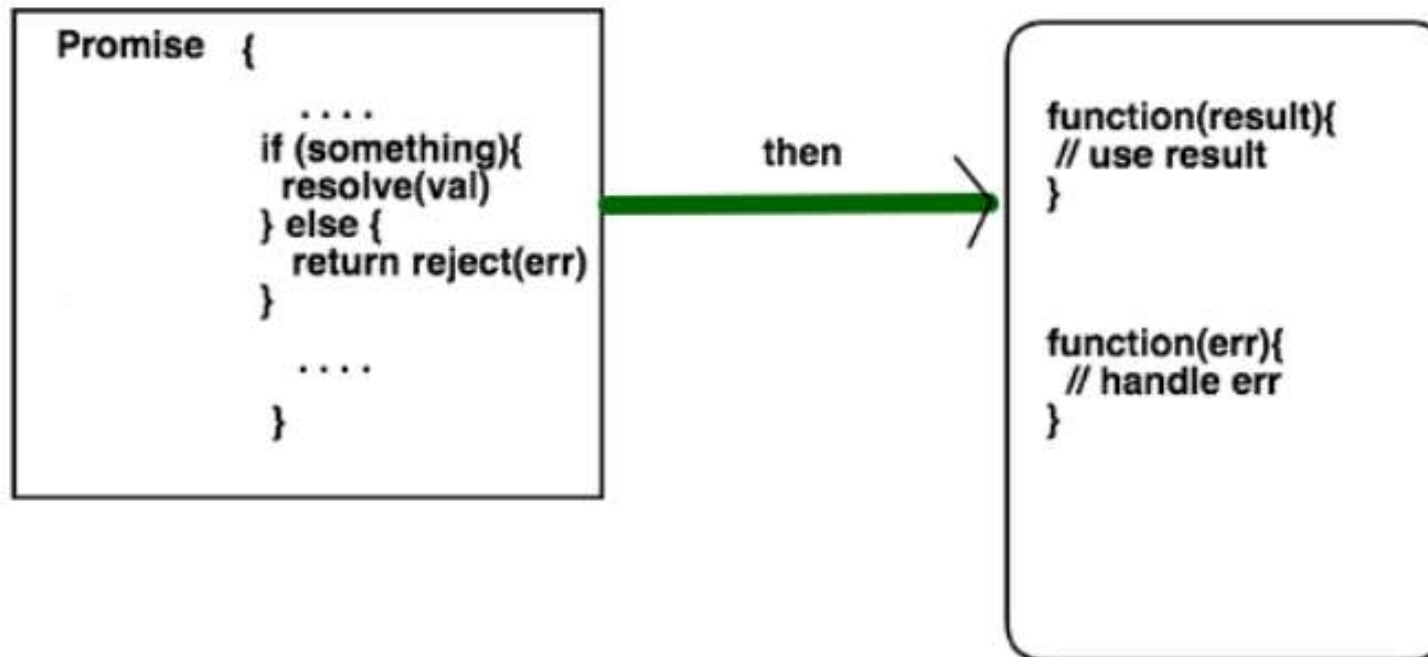 Promise {
. . . .
if (something){
resolve(val)
} else {
return reject(err)
}
. . . .
}
then
function(result){
// use result
}
function(err){
// handle err
}